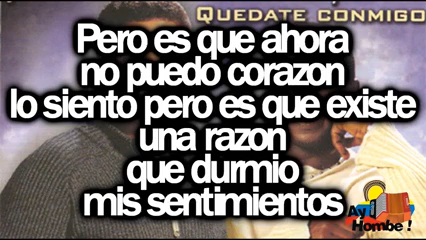 QUEDATE CONMIGO
Pero es que ahora
no puedo corazon
lo siento pero es que existe
una razon
que durmio
mis sentimientos
Ay
Hombe !